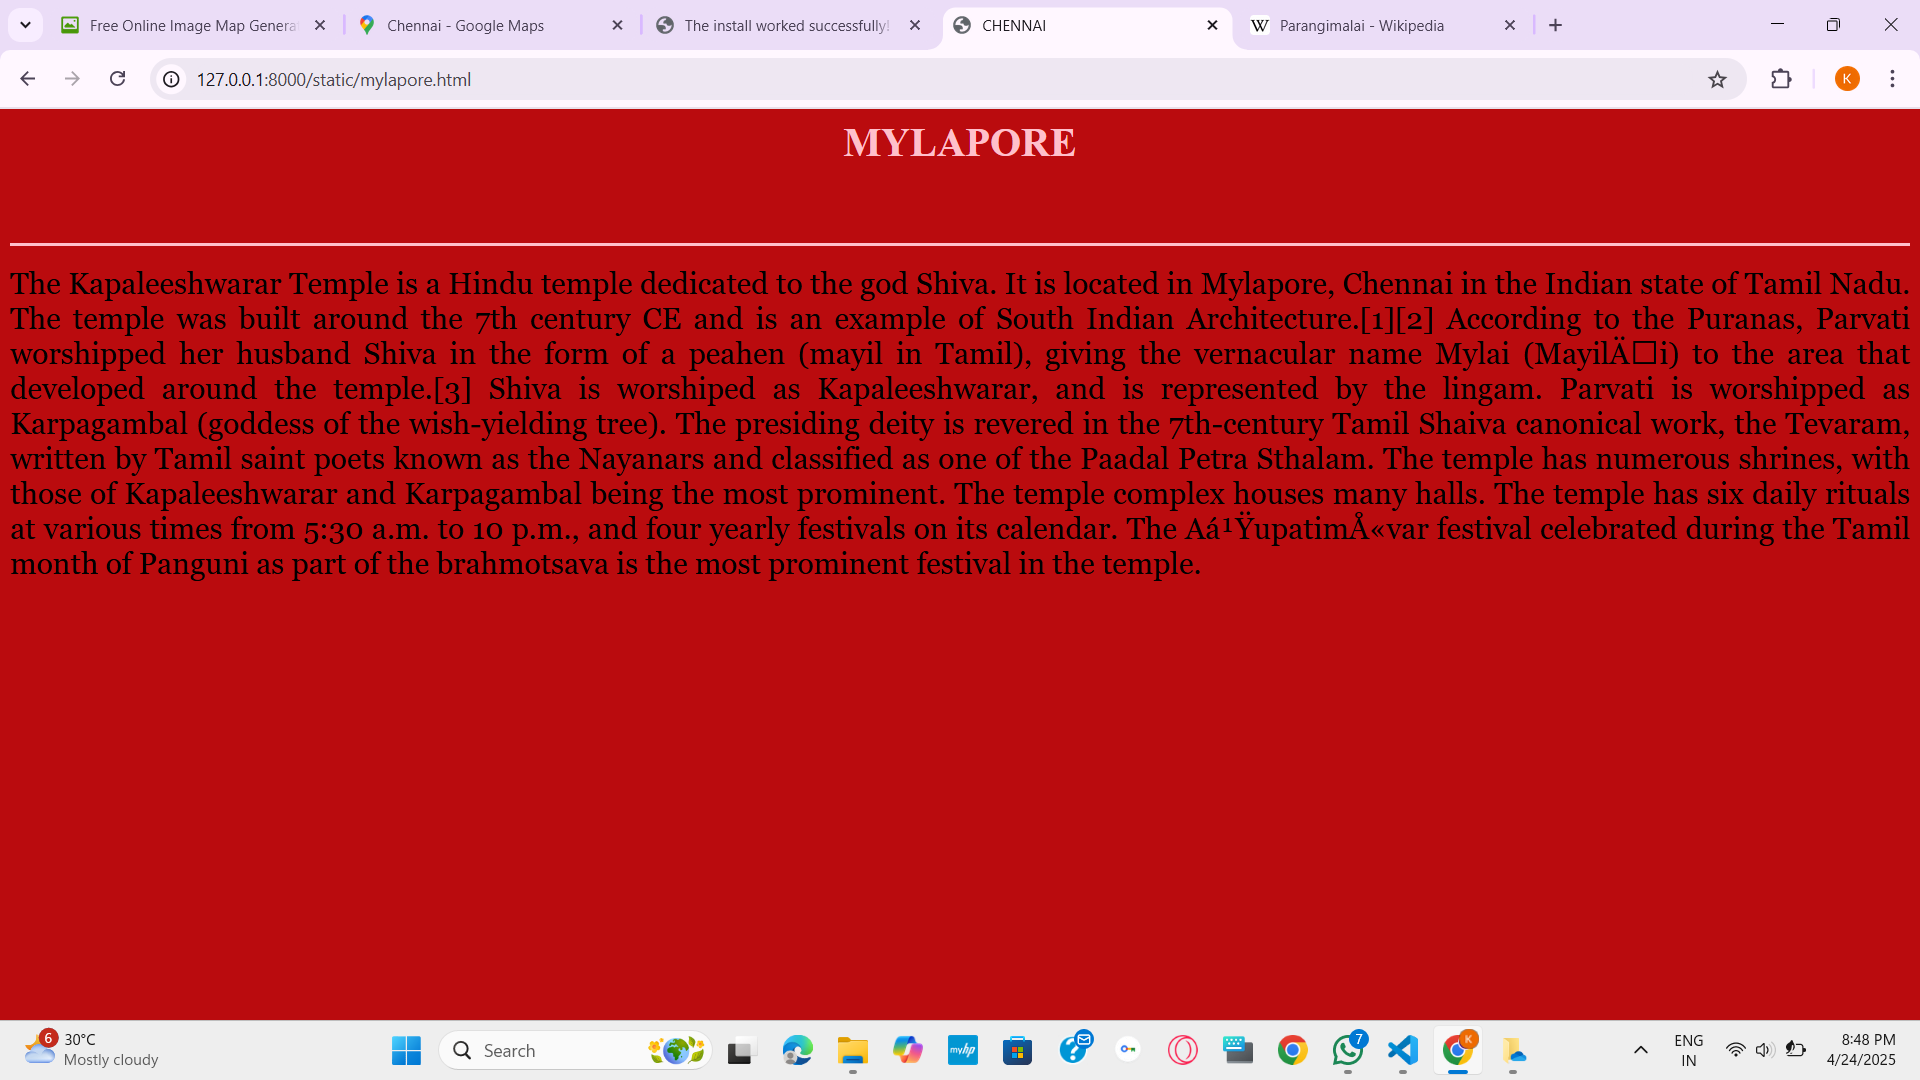 Free Online Image Map Genera
Chennai - Google Maps
The install worked successfully!
CHENNAI
W Parangimalai - Wikipedia
127.0.0.1:8000/static/mylapore.html
K
MYLAPORE
The Kapaleeshwarar Temple is a Hindu temple dedicated to the god Shiva. It is located in Mylapore, Chennai in the Indian state of Tamil Nadu.
The temple was built around the 7th century CE and is an example of South Indian Architecture.[1][2] According to the Puranas, Parvati
worshipped her husband Shiva in the form of a peahen (mayil in Tamil), giving the vernacular name Mylai (MayilÄ□i) to the area that
developed around the temple.[3] Shiva is worshiped as Kapaleeshwarar, and is represented by the lingam. Parvati is worshipped as
Karpagambal (goddess of the wish-yielding tree). The presiding deity is revered in the 7th-century Tamil Shaiva canonical work, the Tevaram,
written by Tamil saint poets known as the Nayanars and classified as one of the Paadal Petra Sthalam. The temple has numerous shrines, with
those of Kapaleeshwarar and Karpagambal being the most prominent. The temple complex houses many halls. The temple has six daily rituals
at various times from 5:30 a.m. to 10 p.m., and four yearly festivals on its calendar. The Aá¹ŸupatimÅ«var festival celebrated during the Tamil
month of Panguni as part of the brahmotsava is the most prominent festival in the temple.
6
30°C
Mostly cloudy
Search
myhp
7
K
ENG
IN
8:48 PM
4/24/2025